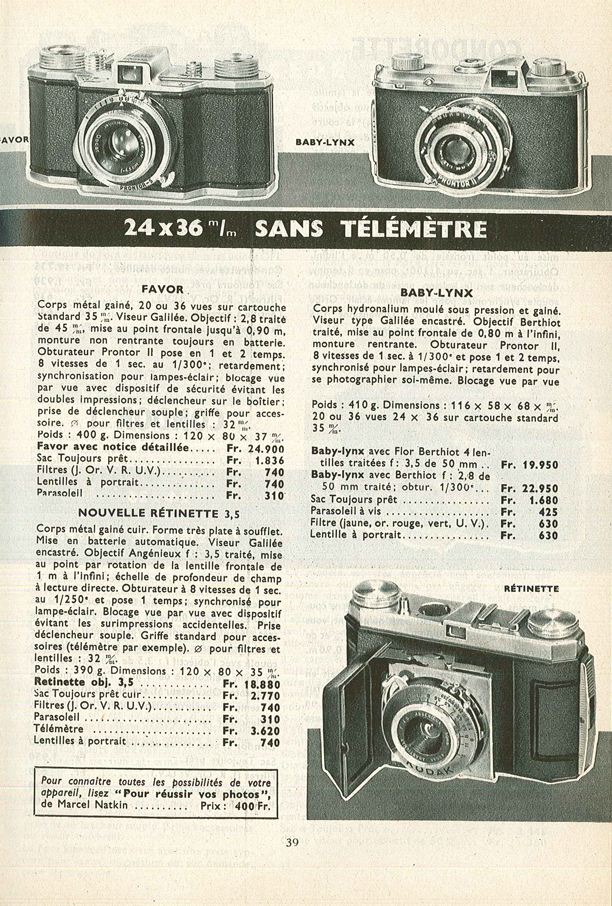 FAVOR
BABY-LYNX
PRONTOR-S
PRONTOR II
24x36 m/m SANS TÉLÉMÈTRE
FAVOR
Corps métal gainé, 20 ou 36 vues sur cartouche
Standard 35 m/m. Viseur Galilée. Objectif : 2,8 traité
de 45 m/m, mise au point frontale jusqu'à 0,90 m,
monture non rentrante toujours en batterie.
Obturateur Prontor II pose en 1 et 2 temps.
8 vitesses de 1 sec. au 1/300e; retardement;
synchronisation pour lampes-éclair; blocage vue
par vue avec dispositif de sécurité évitant les
doubles impressions; déclencheur sur le boîtier;
prise de déclencheur souple; griffe pour acces-
soire. ⌀ pour filtres et lentilles : 32 m/m.
Poids : 400 g. Dimensions : 120 × 80 × 37 m/m.
Favor avec notice détaillée..... Fr. 24.900
Sac Toujours prêt............... Fr. 1.836
Filtres (J. Or. V. R. U.V.)........ Fr. 740
Lentilles à portrait.............. Fr. 740
Parasoleil ..................... Fr. 310
NOUVELLE RÉTINETTE 3,5
Corps métal gainé cuir. Forme très plate à soufflet.
Mise en batterie automatique. Viseur Galilée
encastré. Objectif Angénieux f : 3,5 traité, mise
au point par rotation de la lentille frontale de
1 m à l'infini; échelle de profondeur de champ
à lecture directe. Obturateur à 8 vitesses de 1 sec.
au 1/250e et pose 1 temps; synchronisé pour
lampe-éclair. Blocage vue par vue avec dispositif
évitant les surimpressions accidentelles. Prise
déclencheur souple. Griffe standard pour acces-
soires (télémètre par exemple). ⌀ pour filtres et
lentilles : 32 m/m.
Poids : 390 g. Dimensions : 120 × 80 × 35 m/m.
Retinette obj. 3,5 ............ Fr. 18.880
Sac Toujours prêt cuir........... Fr. 2.770
Filtres (J. Or. V. R. U.V.)......... Fr. 740
Parasoleil ...................... Fr. 310
Télémètre ..................... Fr. 3.620
Lentilles à portrait .............. Fr. 740
Pour connaître toutes les possibilités de votre
appareil, lisez “Pour réussir vos photos”,
de Marcel Natkin .......... Prix : 400 Fr.
BABY-LYNX
Corps hydronalium moulé sous pression et gainé.
Viseur type Galilée encastré. Objectif Berthiot
traité, mise au point frontale de 0,80 m à l'infini,
monture rentrante. Obturateur Prontor II,
8 vitesses de 1 sec. à 1/300e et pose 1 et 2 temps,
synchronisé pour lampes-éclair; retardement pour
se photographier soi-même. Blocage vue par vue
Poids : 410 g. Dimensions : 116 × 58 × 68 × m/m.
20 ou 36 vues 24 × 36 sur cartouche standard
35 m/m.
Baby-lynx avec Flor Berthiot 4 len-
tilles traitées f : 3,5 de 50 mm .. Fr. 19.950
Baby-lynx avec Berthiot f : 2,8 de
50 mm traité; obtur. 1/300e... Fr. 22.950
Sac Toujours prêt .............. Fr. 1.680
Parasoleil à vis ................. Fr. 425
Filtre (jaune, or. rouge, vert, U. V.). Fr. 630
Lentille à portrait............... Fr. 630
RÉTINETTE
KODAK
39